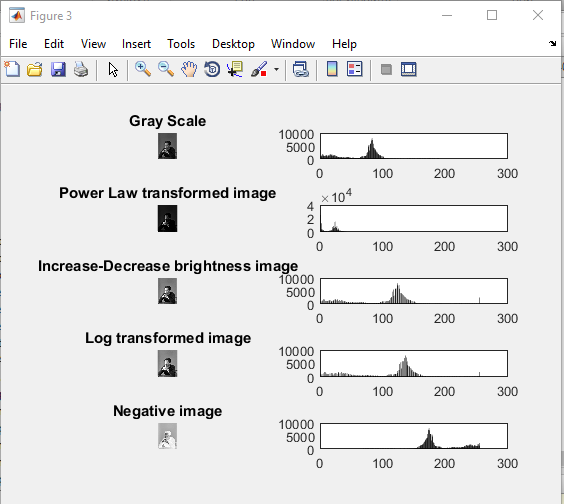 Figure 3
File Edit View Insert Tools Desktop Window Help
Gray Scale
10000
5000
0
0 100 200 300
Power Law transformed image
×10^4
4
2
0
0 100 200 300
Increase-Decrease brightness image
10000
5000
0
0 100 200 300
Log transformed image
10000
5000
0
0 100 200 300
Negative image
10000
5000
0
0 100 200 300